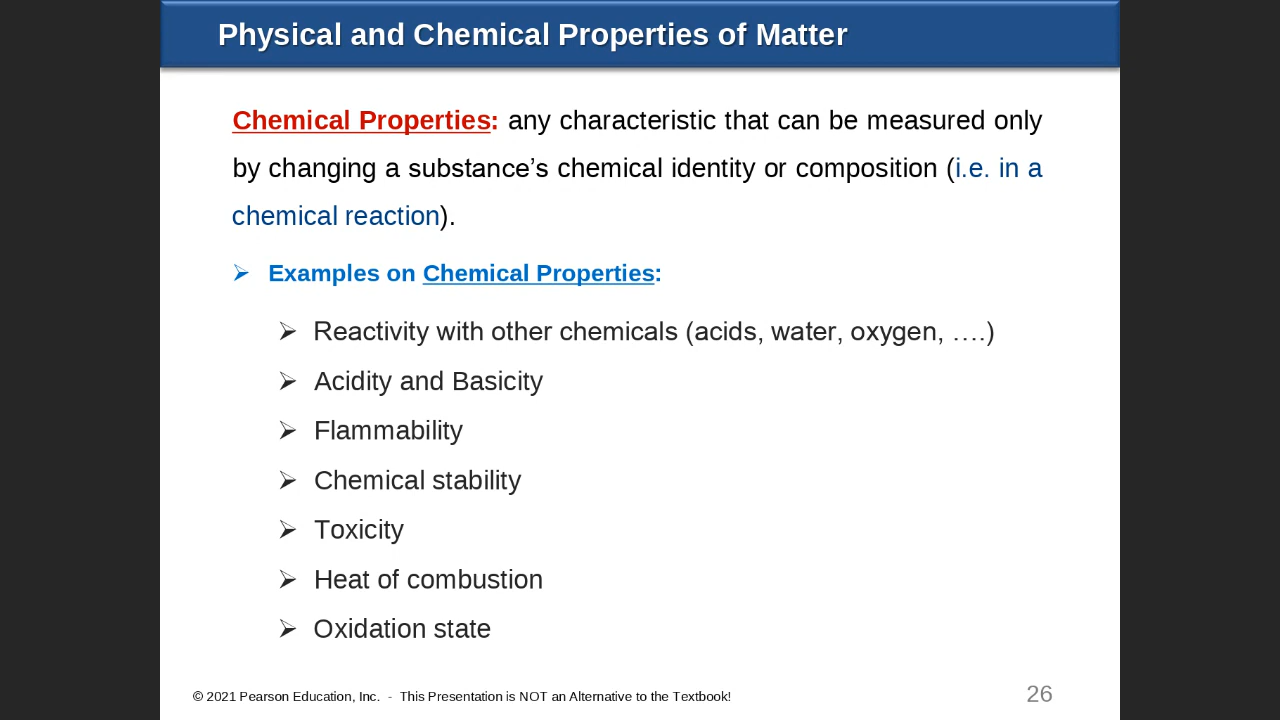 Physical and Chemical Properties of Matter
Chemical Properties: any characteristic that can be measured only
by changing a substance’s chemical identity or composition (i.e. in a
chemical reaction).
➢ Examples on Chemical Properties:
➢ Reactivity with other chemicals (acids, water, oxygen, ….)
➢ Acidity and Basicity
➢ Flammability
➢ Chemical stability
➢ Toxicity
➢ Heat of combustion
➢ Oxidation state
© 2021 Pearson Education, Inc. - This Presentation is NOT an Alternative to the Textbook!
26